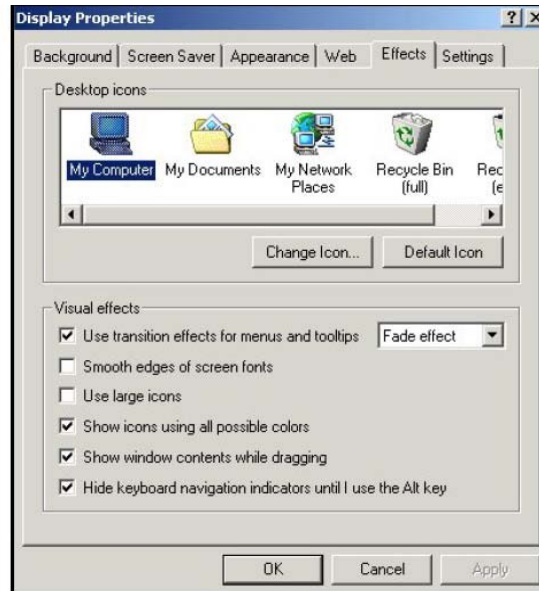 Display Properties
Background Screen Saver Appearance Web Effects Settings
Desktop icons
My Computer My Documents My Network Places Recycle Bin (full) Rec (e
Change Icon... Default Icon
Visual effects
Use transition effects for menus and tooltips Fade effect
Smooth edges of screen fonts
Use large icons
Show icons using all possible colors
Show window contents while dragging
Hide keyboard navigation indicators until I use the Alt key
OK Cancel Apply